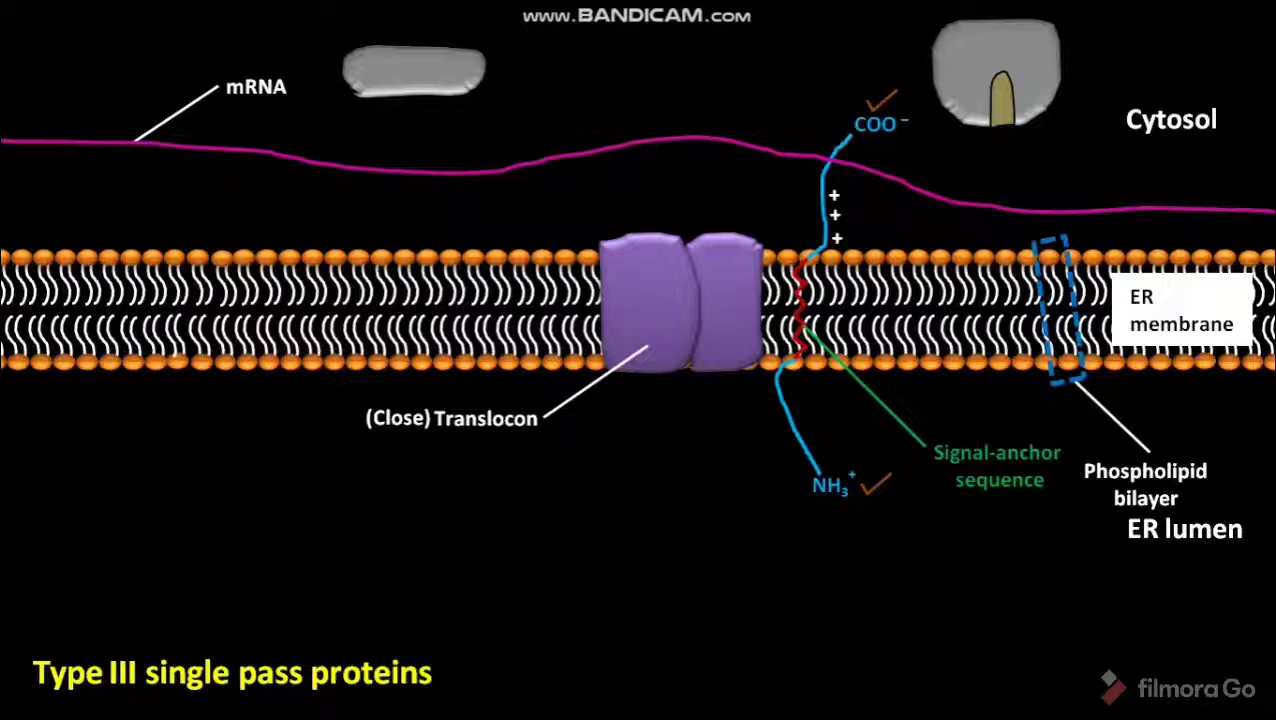 www.BANDICAM.com
mRNA
COO⁻
Cytosol
+
+
+
ER
membrane
(Close) Translocon
Signal-anchor
sequence
NH₃⁺
Phospholipid
bilayer
ER lumen
Type III single pass proteins
filmora Go